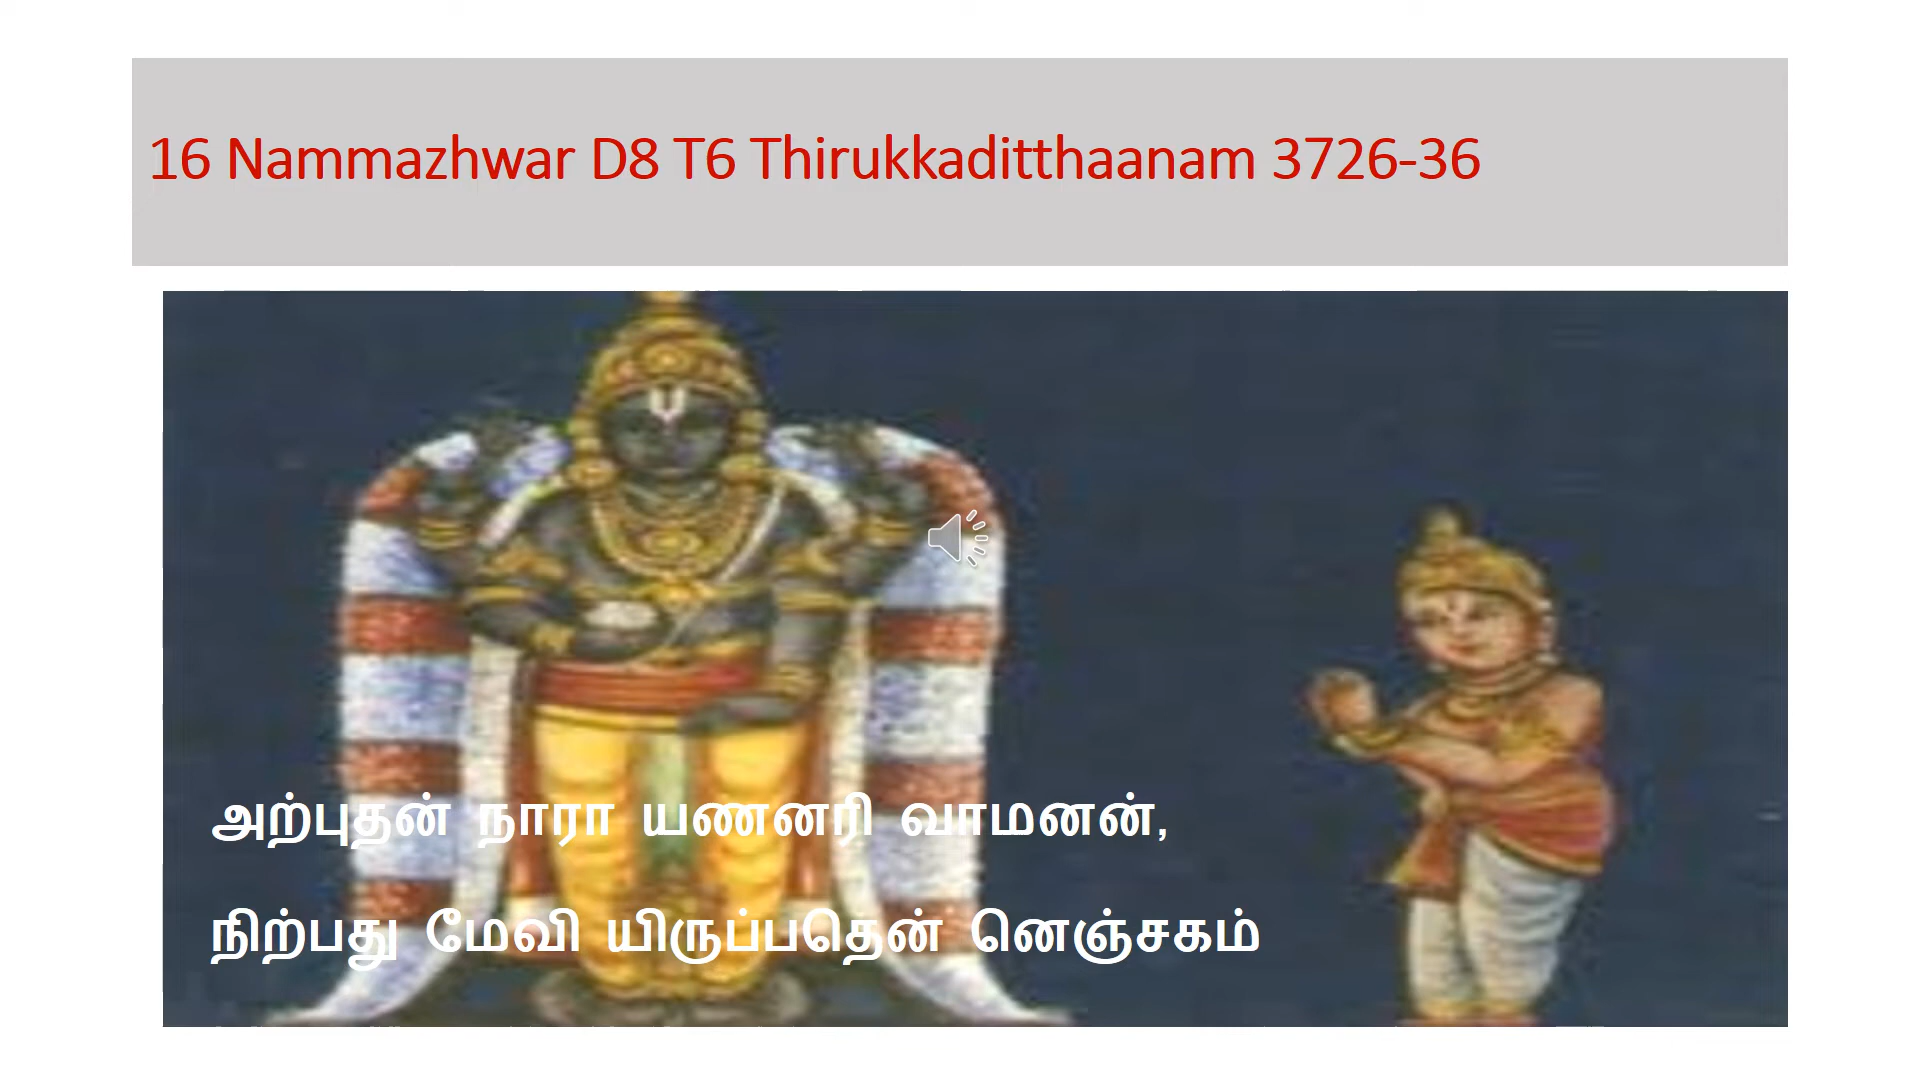 16 Nammazhwar D8 T6 Thirukkaditthaanam 3726-36
அற்புதன் நாரா யணனரி வாமனன்,
நிற்பது மேவி யிருப்பதென் னெஞ்சகம்